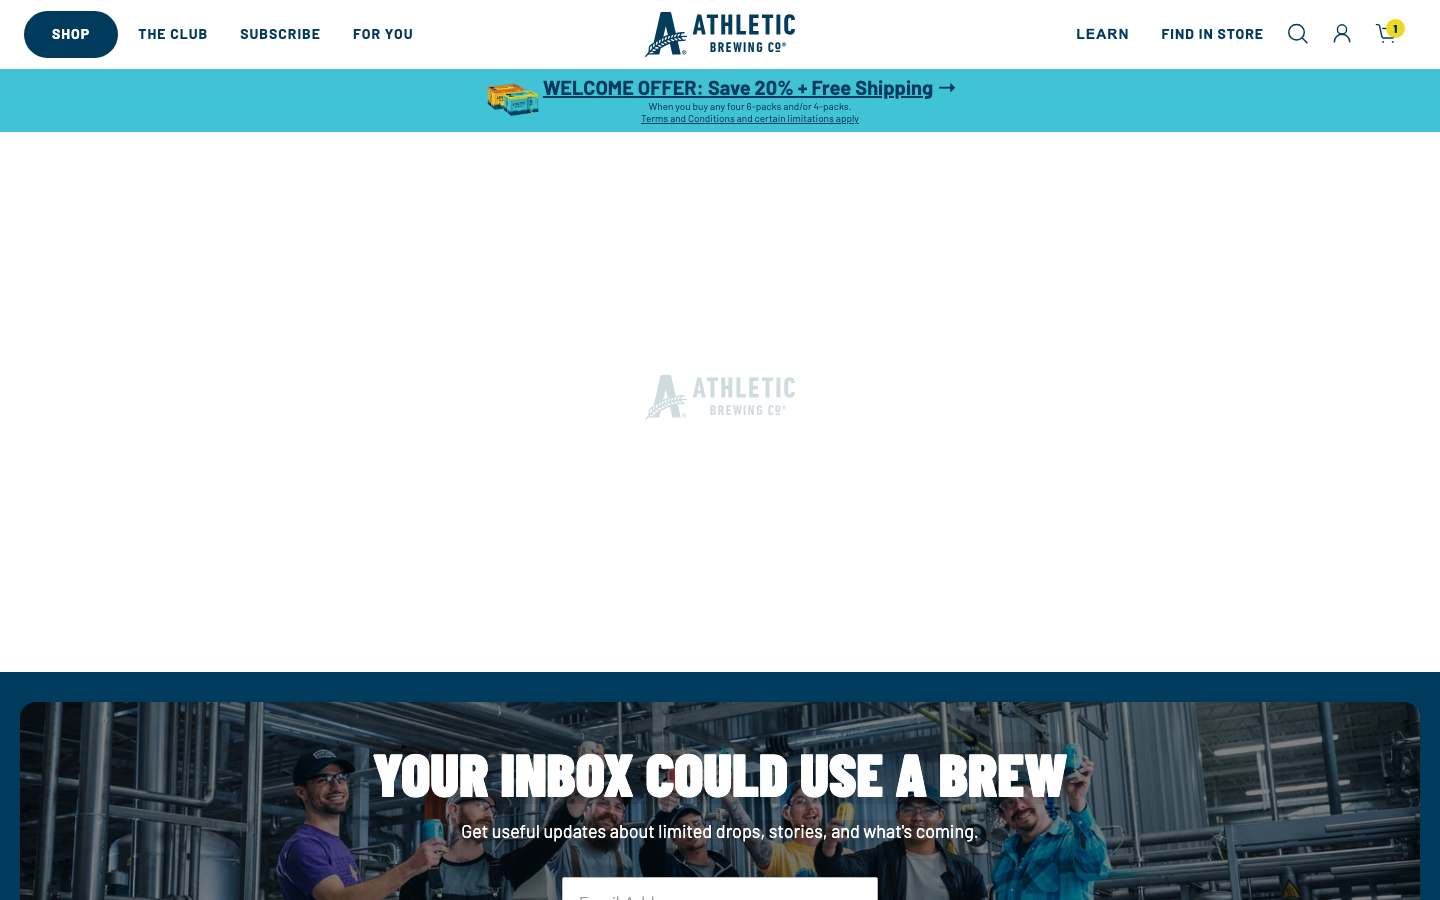 SHOP
THE CLUB
SUBSCRIBE
FOR YOU
ATHLETIC
BREWING CO
LEARN
FIND IN STORE
1
WELCOME OFFER: Save 20% + Free Shipping →
When you buy any four 6-packs and/or 4-packs.
Terms and Conditions and certain limitations apply
ATHLETIC
BREWING CO
YOUR INBOX COULD USE A BREW
Get useful updates about limited drops, stories, and what's coming.